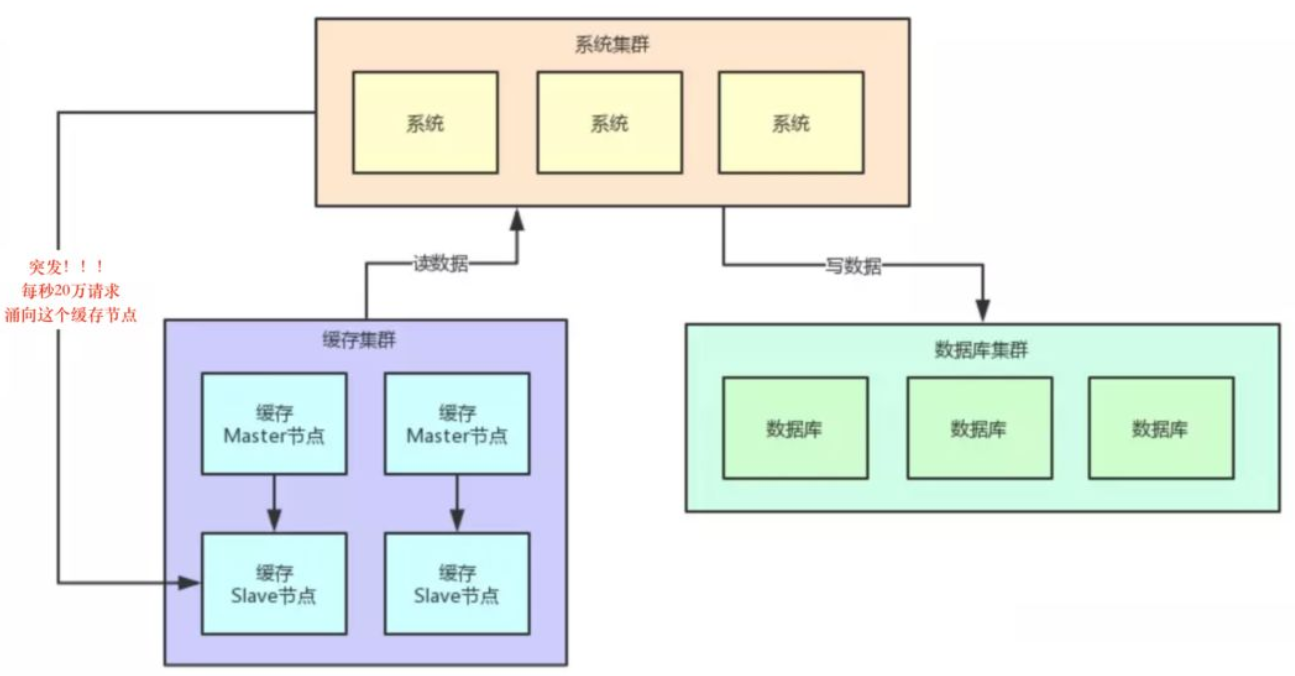 系统集群
系统
系统
系统
突发！！！
每秒20万请求
涌向这个缓存节点
读数据
写数据
缓存集群
缓存
Master节点
缓存
Master节点
缓存
Slave节点
缓存
Slave节点
数据库集群
数据库
数据库
数据库